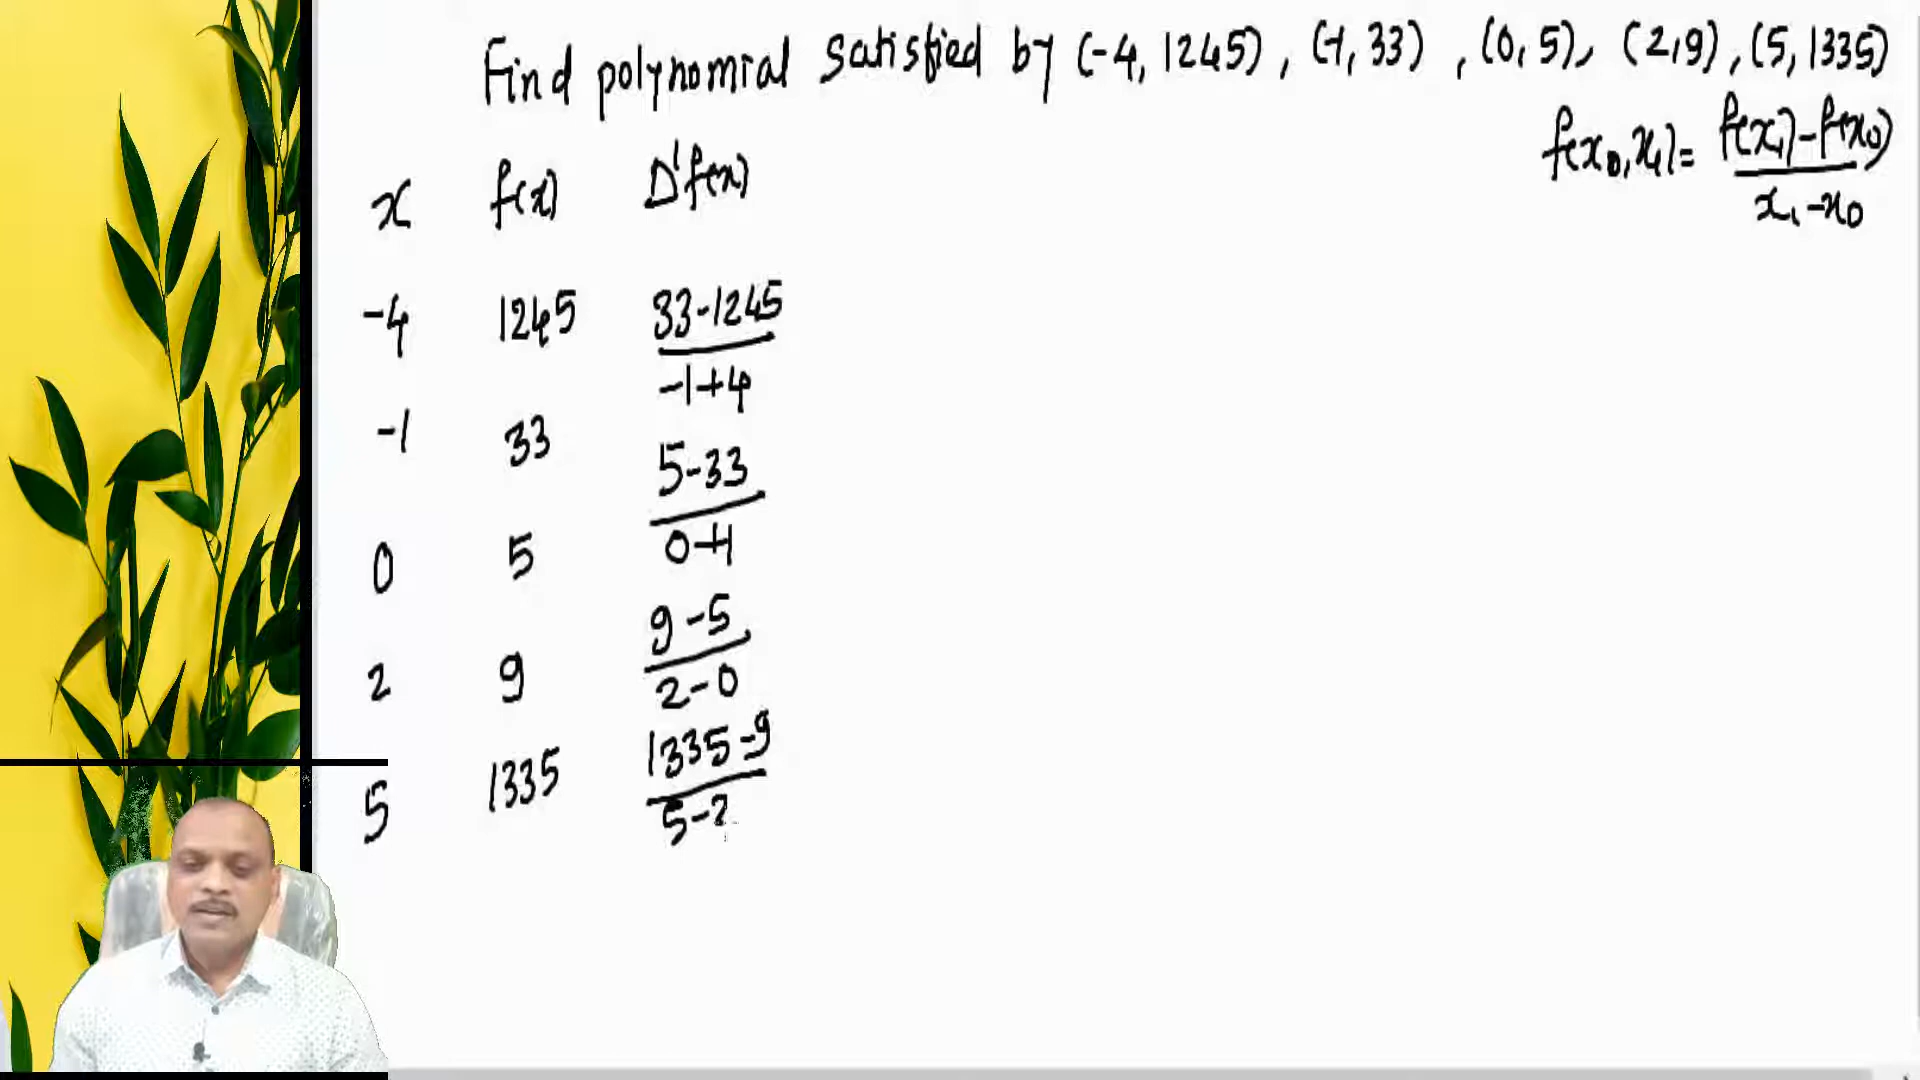 Find polynomial satisfied by (-4, 1245), (-1, 33), (0, 5), (2, 9), (5, 1335)
f(x₀, x₁) = f(x₁) - f(x₀) / x₁ - x₀
x f(x) D'f(x)
-4 1245 33-1245 / -1+4
-1 33 5-33 / 0+1
0 5 9-5 / 2-0
2 9 1335-9 / 5-2
5 1335